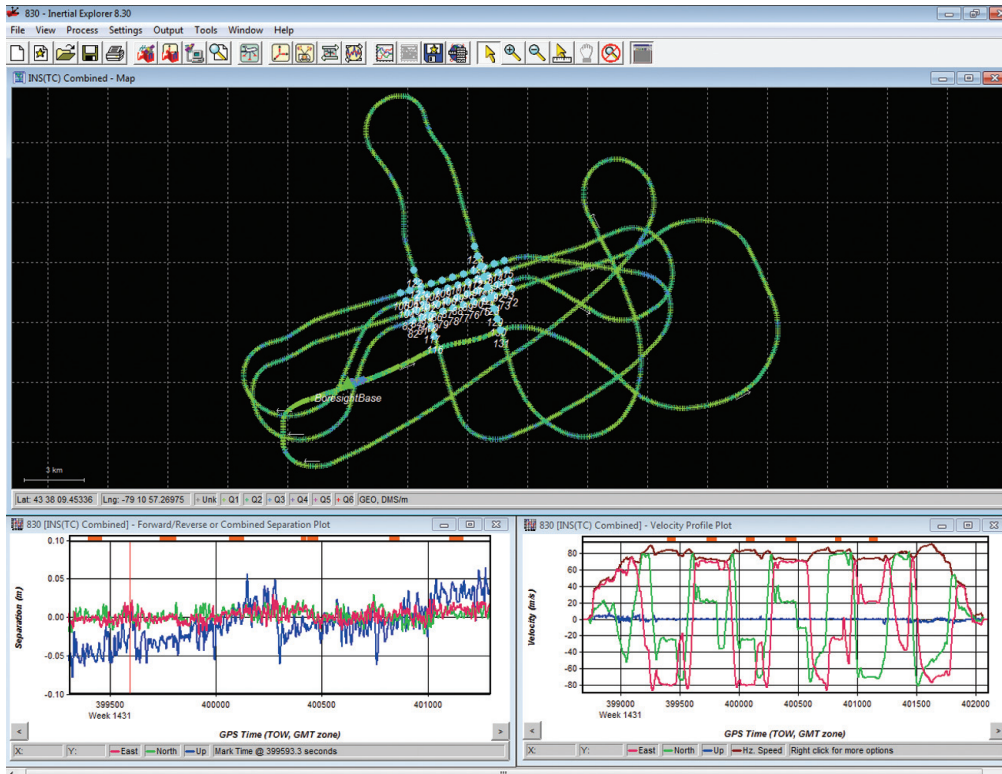 830 - Inertial Explorer 8.30
File View Process Settings Output Tools Window Help
INS(TC) Combined - Map
116
131
BoresightBase
3 km
Lat: 43 38 09.45336 Lng: -79 10 57.26975 Unk Q1 Q2 Q3 Q4 Q5 Q6 GEO, DMS/m
830 [INS(TC) Combined] - Forward/Reverse or Combined Separation Plot
0.10
0.05
0.00
-0.05
-0.10
Separation (m)
399500 400000 400500 401000
Week 1431
GPS Time (TOW, GMT zone)
X: Y: East North Up Mark Time @ 399593.3 seconds
830 [INS(TC) Combined] - Velocity Profile Plot
80
60
40
20
0
-20
-40
-60
-80
Velocity (m/s)
399000 399500 400000 400500 401000 401500 402000
Week 1431
GPS Time (TOW, GMT zone)
X: Y: East North Up Hz. Speed Right click for more options